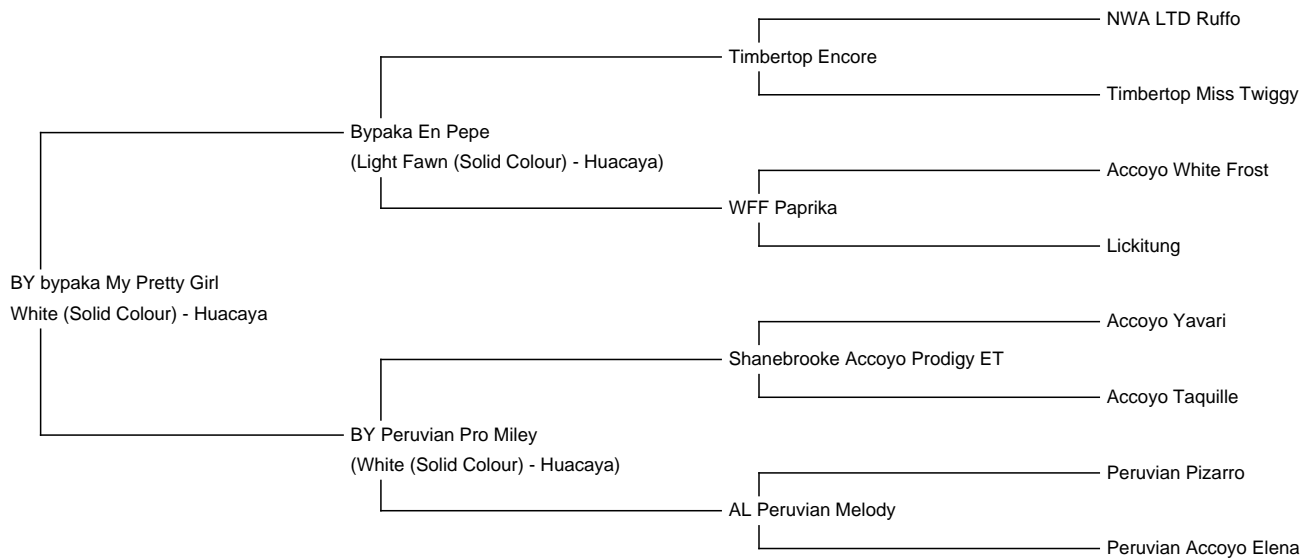 NWA LTD Ruffo
Timbertop Encore
Timbertop Miss Twiggy
Bypaka En Pepe
(Light Fawn (Solid Colour) - Huacaya)
Accoyo White Frost
WFF Paprika
Lickitung
BY bypaka My Pretty Girl
White (Solid Colour) - Huacaya
Accoyo Yavari
Shanebrooke Accoyo Prodigy ET
Accoyo Taquille
BY Peruvian Pro Miley
(White (Solid Colour) - Huacaya)
Peruvian Pizarro
AL Peruvian Melody
Peruvian Accoyo Elena